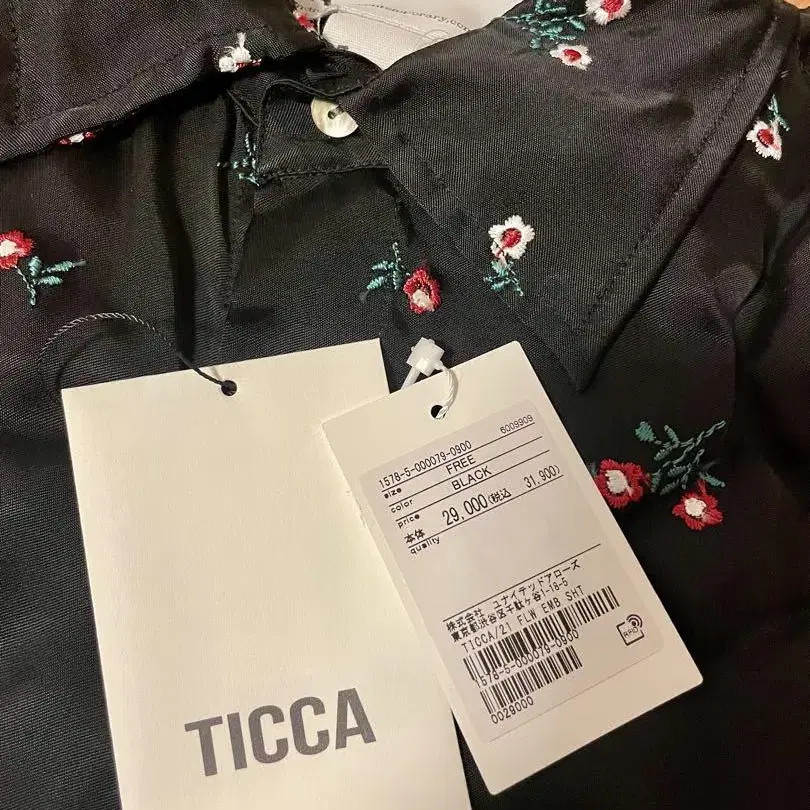 temporary.co
TICCA
1578-5-000079-0900 6009909
size FREE
color BLACK
price
本体 29,000(税込 31,900)
quality
株式会社 ユナイテッドアローズ
東京都渋谷区千駄ヶ谷1-18-5
TICCA/21 FLW EMB SHT
1578-5-000079-0900
0029000
RFID